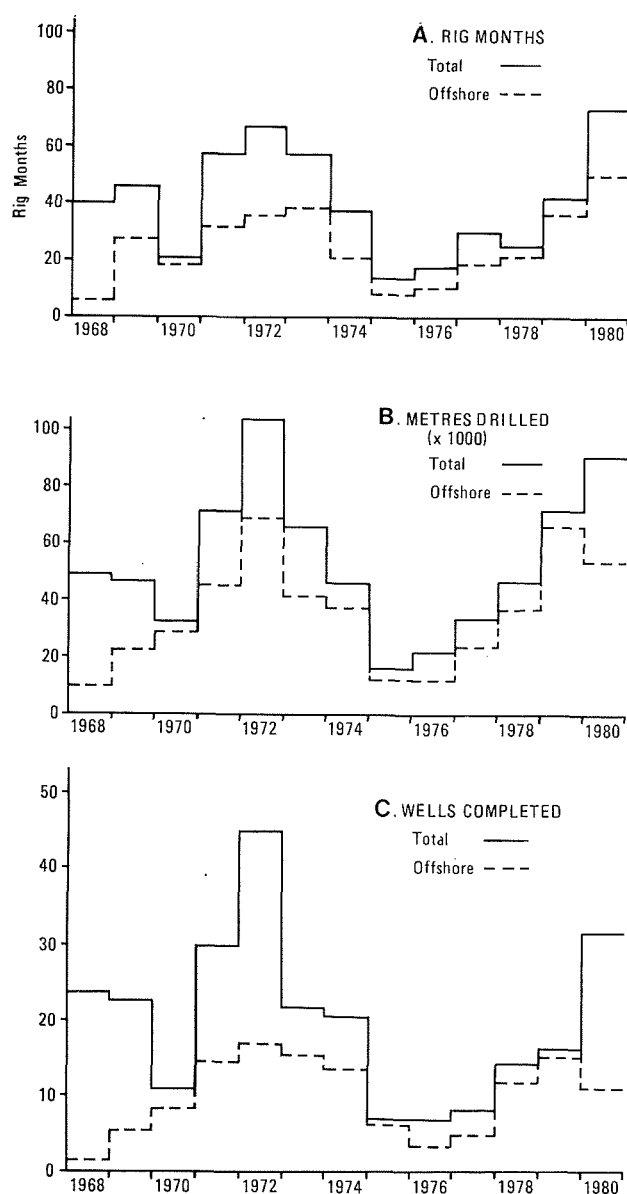 A. RIG MONTHS
Total
Offshore
Rig Months
100
80
60
40
20
0
1968 1970 1972 1974 1976 1978 1980
B. METRES DRILLED
(x 1000)
Total
Offshore
100
80
60
40
20
0
1968 1970 1972 1974 1976 1978 1980
C. WELLS COMPLETED
Total
Offshore
50
40
30
20
10
0
1968 1970 1972 1974 1976 1978 1980